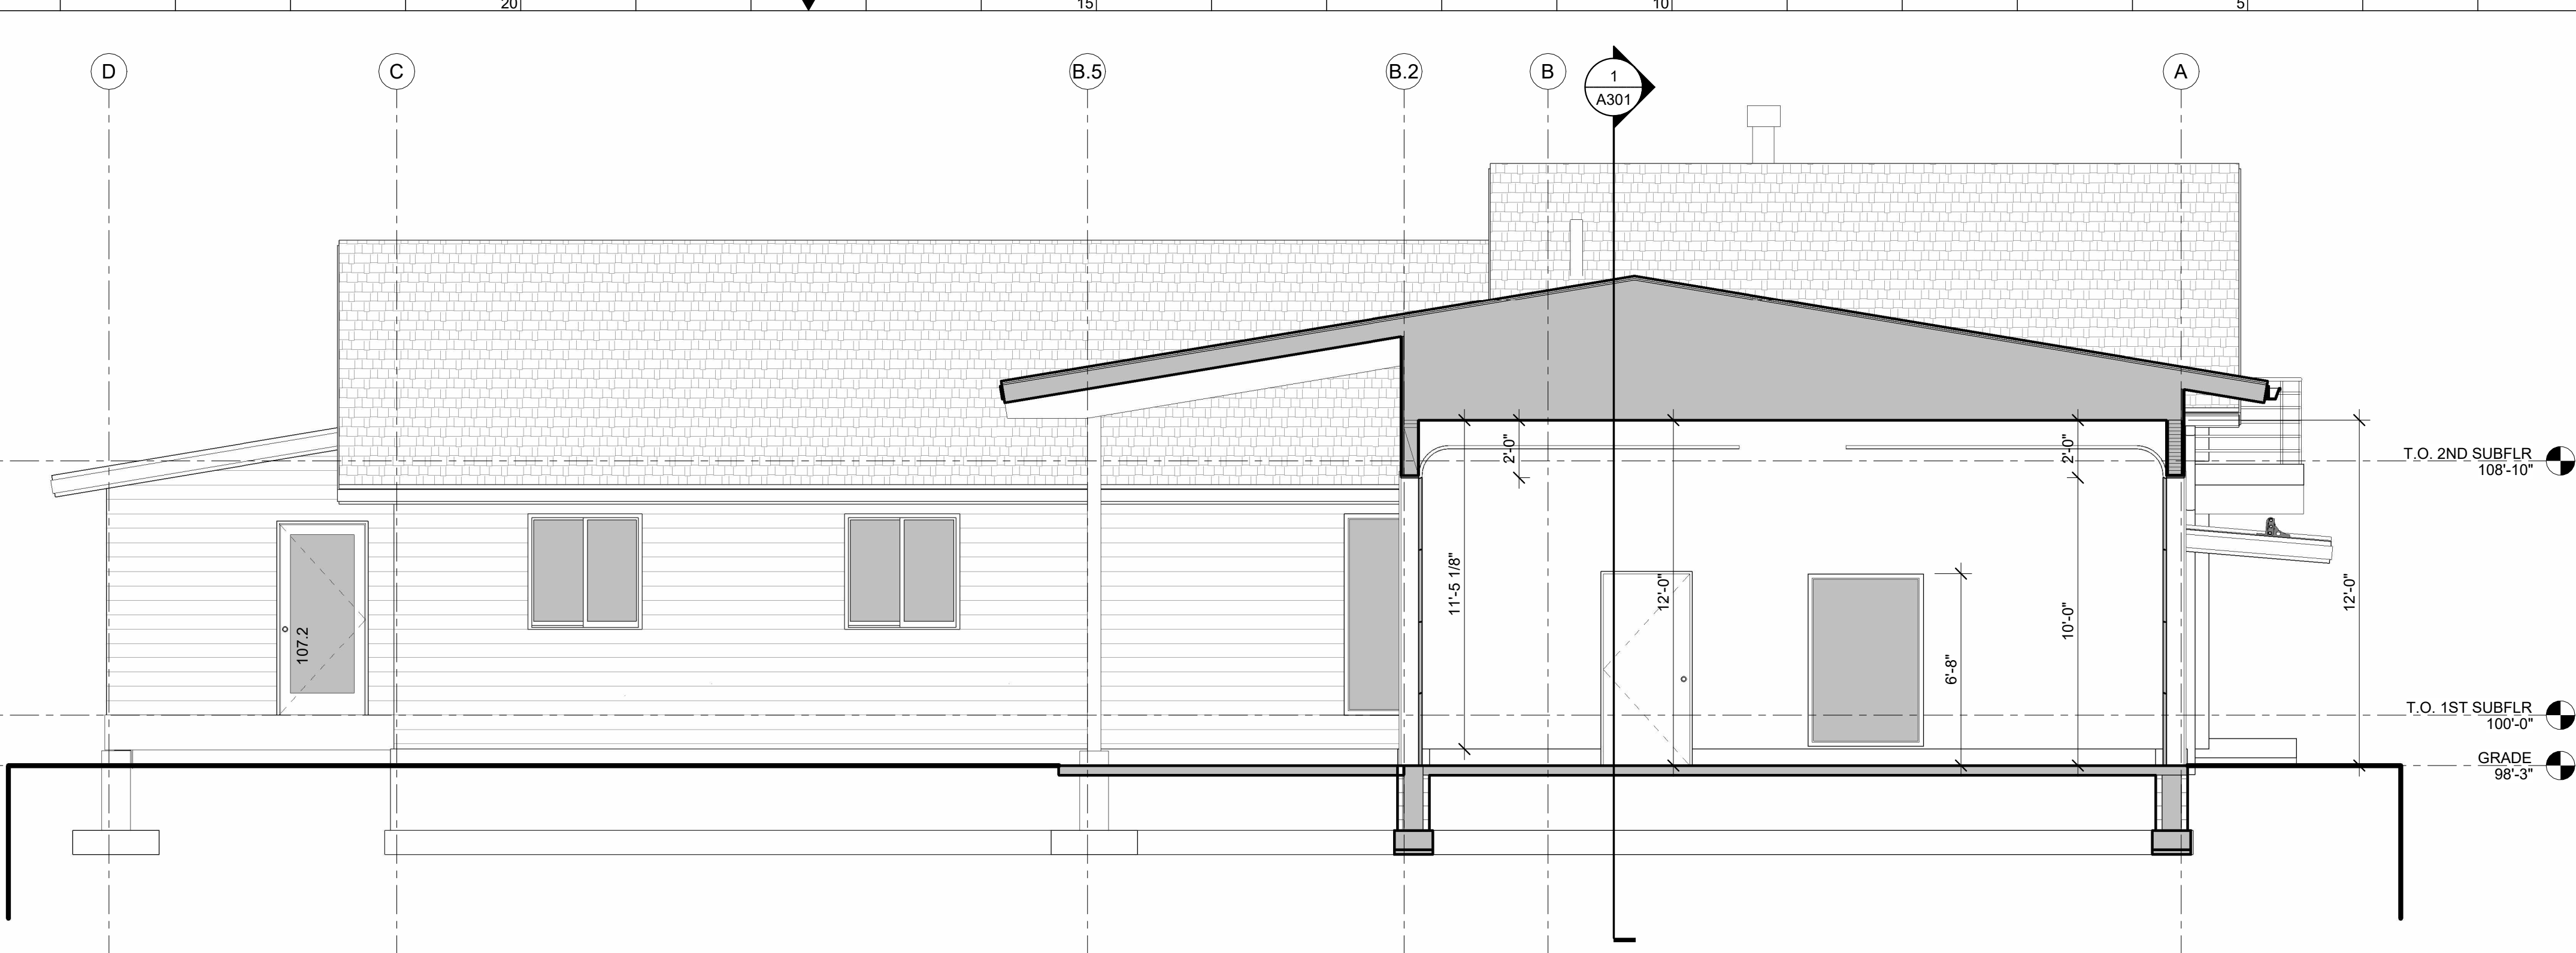 20
15
10
5
D
C
B.5
B.2
B
A
1
A301
2'-0"
2'-0"
T.O. 2ND SUBFLR
108'-10"
11'-5 1/8"
12'-0"
10'-0"
12'-0"
107.2
6'-8"
T.O. 1ST SUBFLR
100'-0"
GRADE
98'-3"